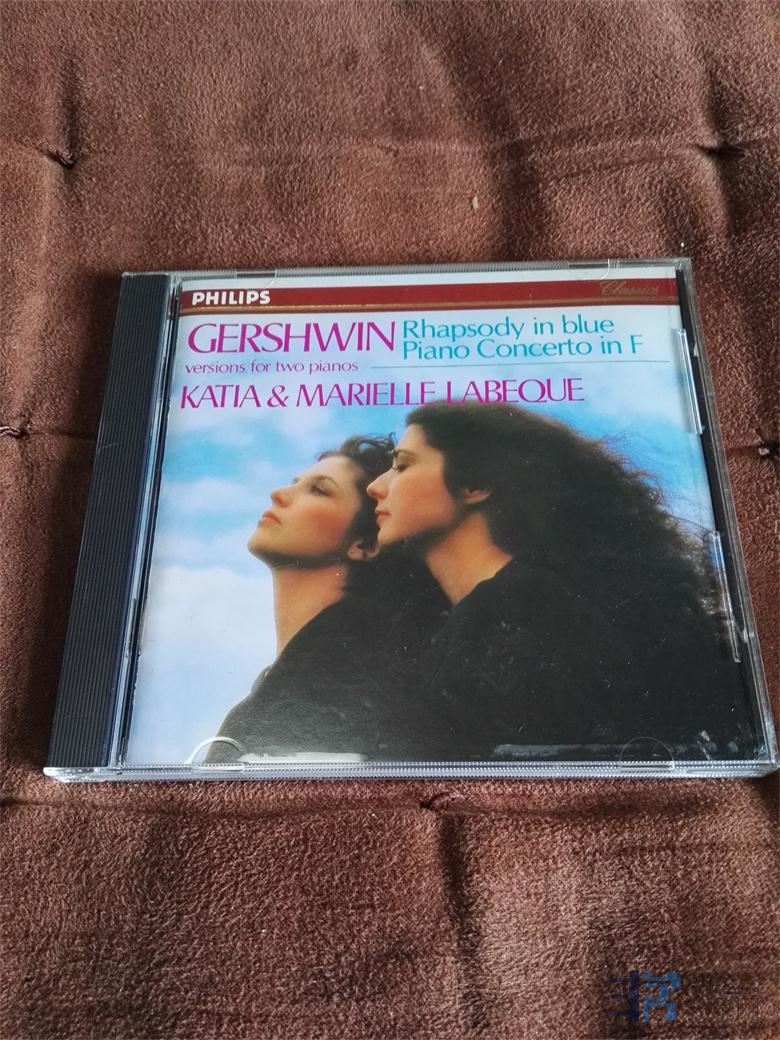 PHILIPS
Classics
GERSHWIN
Rhapsody in blue
Piano Concerto in F
versions for two pianos
KATIA & MARIELLE LABEQUE